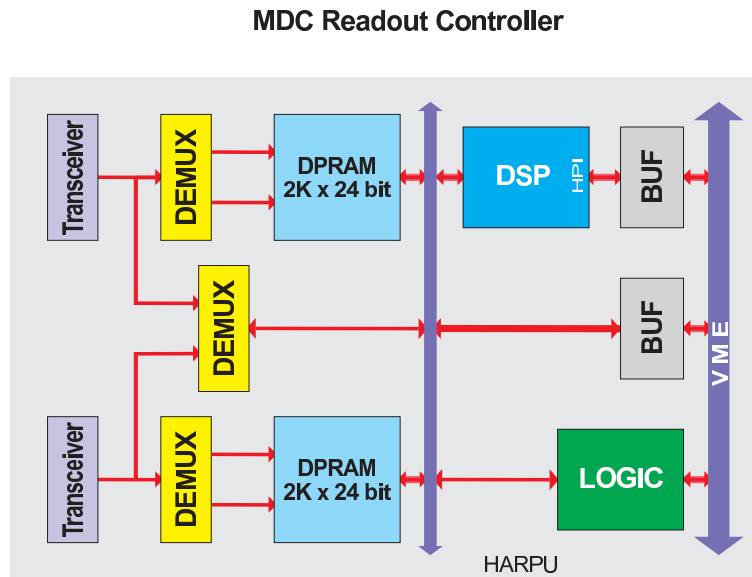 MDC Readout Controller
Transceiver
DEMUX
DPRAM
2K x 24 bit
DSP
HPI
BUF
DEMUX
BUF
VME
Transceiver
DEMUX
DPRAM
2K x 24 bit
LOGIC
HARPU